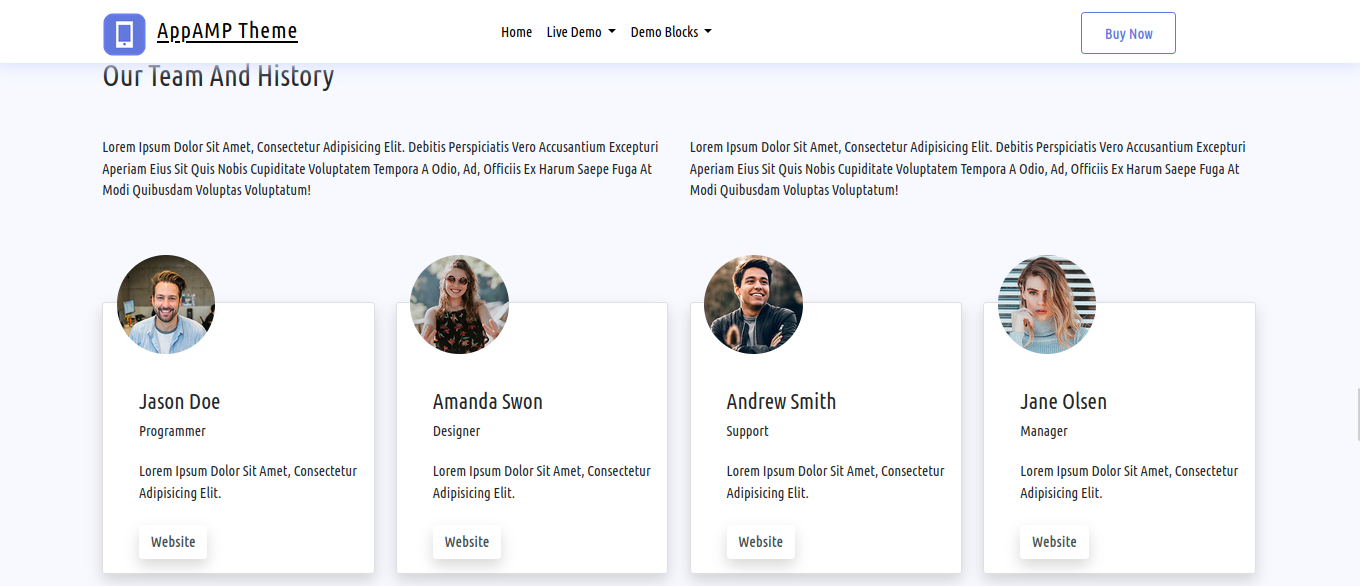 AppAMP Theme
Home Live Demo Demo Blocks
Buy Now
Our Team And History
Lorem Ipsum Dolor Sit Amet, Consectetur Adipisicing Elit. Debitis Perspiciatis Vero Accusantium Excepturi
Aperiam Eius Sit Quis Nobis Cupiditate Voluptatem Tempora A Odio, Ad, Officiis Ex Harum Saepe Fuga At
Modi Quibusdam Voluptas Voluptatum!
Lorem Ipsum Dolor Sit Amet, Consectetur Adipisicing Elit. Debitis Perspiciatis Vero Accusantium Excepturi
Aperiam Eius Sit Quis Nobis Cupiditate Voluptatem Tempora A Odio, Ad, Officiis Ex Harum Saepe Fuga At
Modi Quibusdam Voluptas Voluptatum!
Jason Doe
Programmer
Lorem Ipsum Dolor Sit Amet, Consectetur
Adipisicing Elit.
Website
Amanda Swon
Designer
Lorem Ipsum Dolor Sit Amet, Consectetur
Adipisicing Elit.
Website
Andrew Smith
Support
Lorem Ipsum Dolor Sit Amet, Consectetur
Adipisicing Elit.
Website
Jane Olsen
Manager
Lorem Ipsum Dolor Sit Amet, Consectetur
Adipisicing Elit.
Website